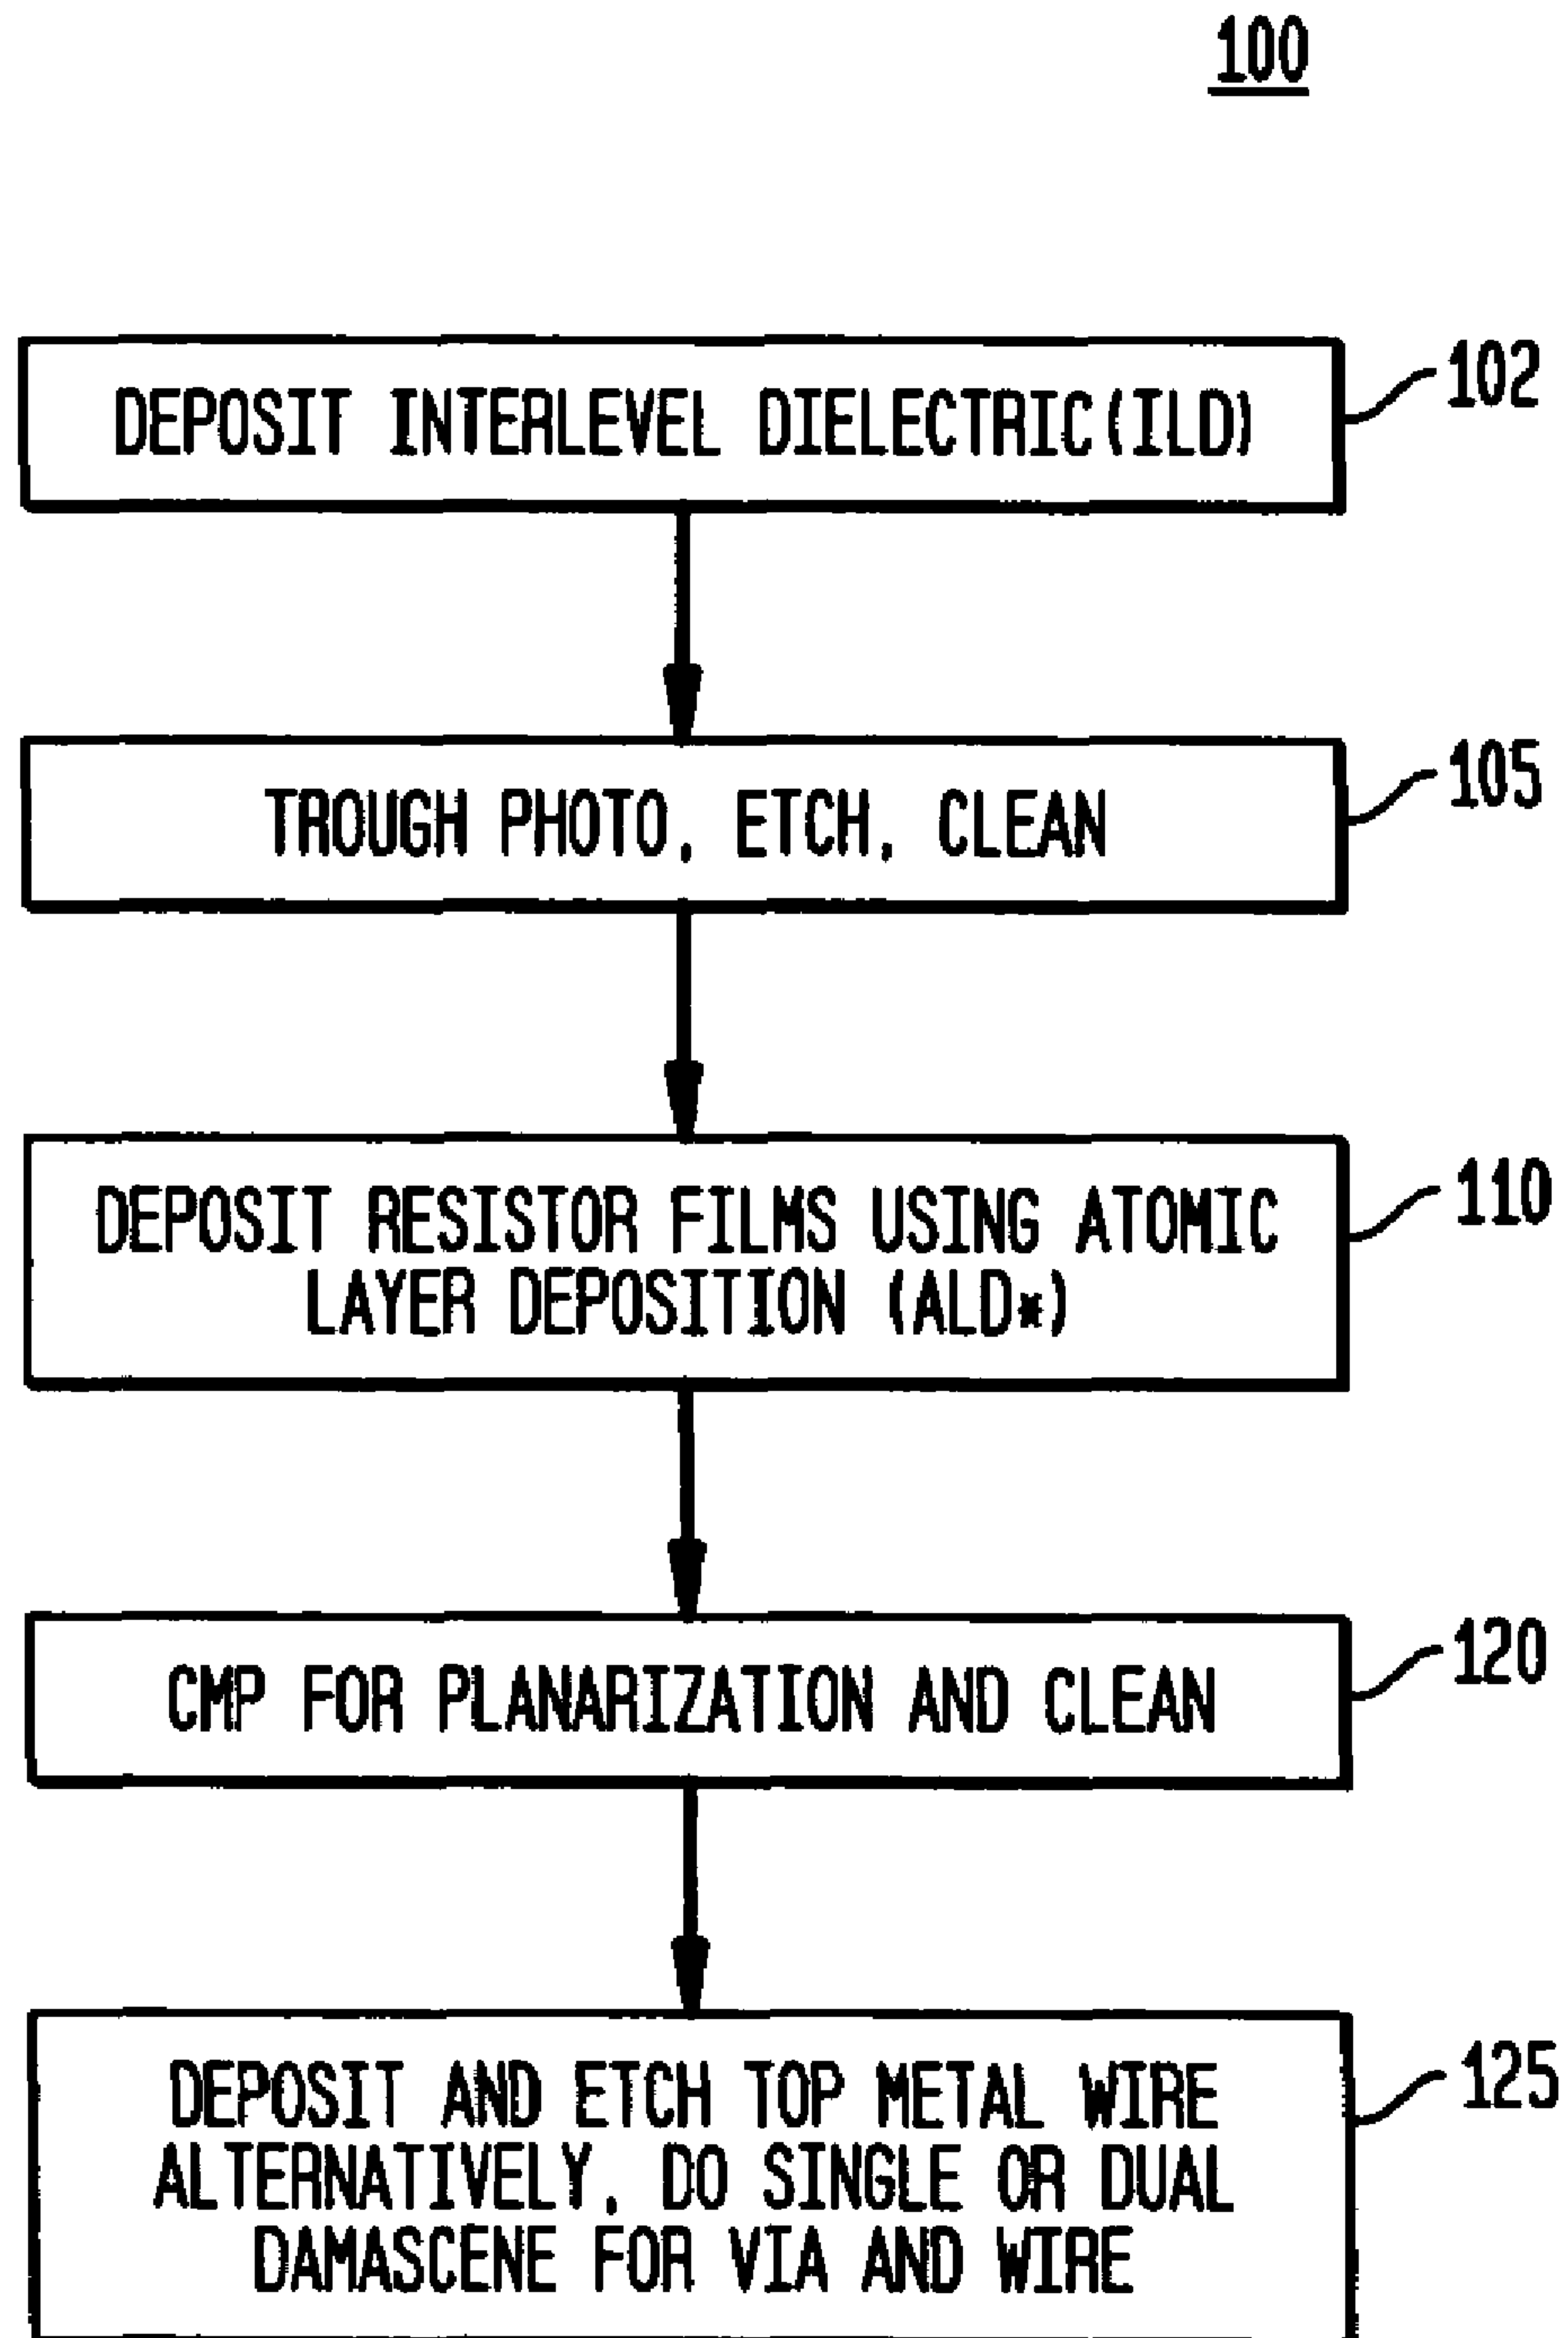 100
DEPOSIT INTERLEVEL DIELECTRIC(ILD)
102
TROUGH PHOTO, ETCH, CLEAN
105
DEPOSIT RESISTOR FILMS USING ATOMIC
LAYER DEPOSITION (ALD*)
110
CMP FOR PLANARIZATION AND CLEAN
120
DEPOSIT AND ETCH TOP METAL WIRE
ALTERNATIVELY, DO SINGLE OR DUAL
DAMASCENE FOR VIA AND WIRE
125